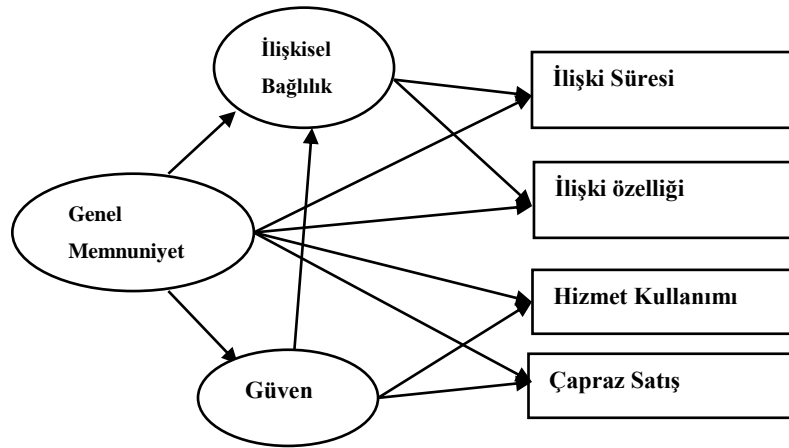 İlişkisel
Bağlılık
İlişki Süresi
Genel
Memnuniyet
İlişki özelliği
Hizmet Kullanımı
Güven
Çapraz Satış